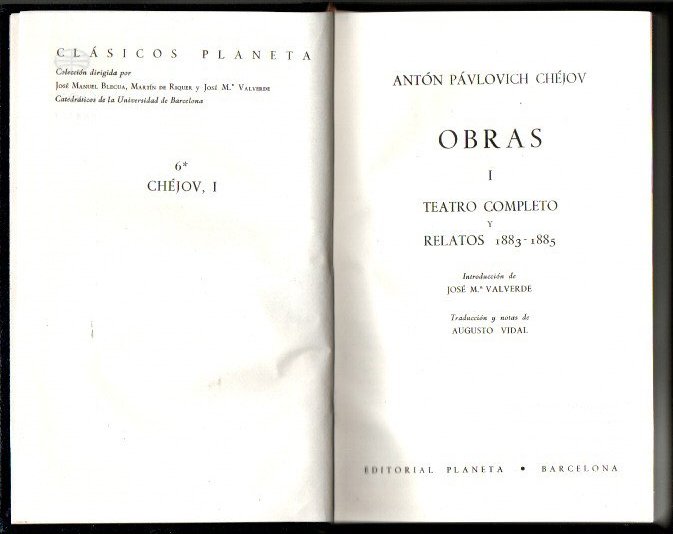 CLÁSICOS PLANETA
Colección dirigida por
José Manuel Blecua, Martín de Riquer y José M.ª Valverde
Catedráticos de la Universidad de Barcelona
6*
CHÉJOV, I
ANTÓN PÁVLOVICH CHÉJOV
OBRAS
I
TEATRO COMPLETO
Y
RELATOS 1883-1885
Introducción de
JOSÉ M.ª VALVERDE
Traducción y notas de
AUGUSTO VIDAL
EDITORIAL PLANETA • BARCELONA